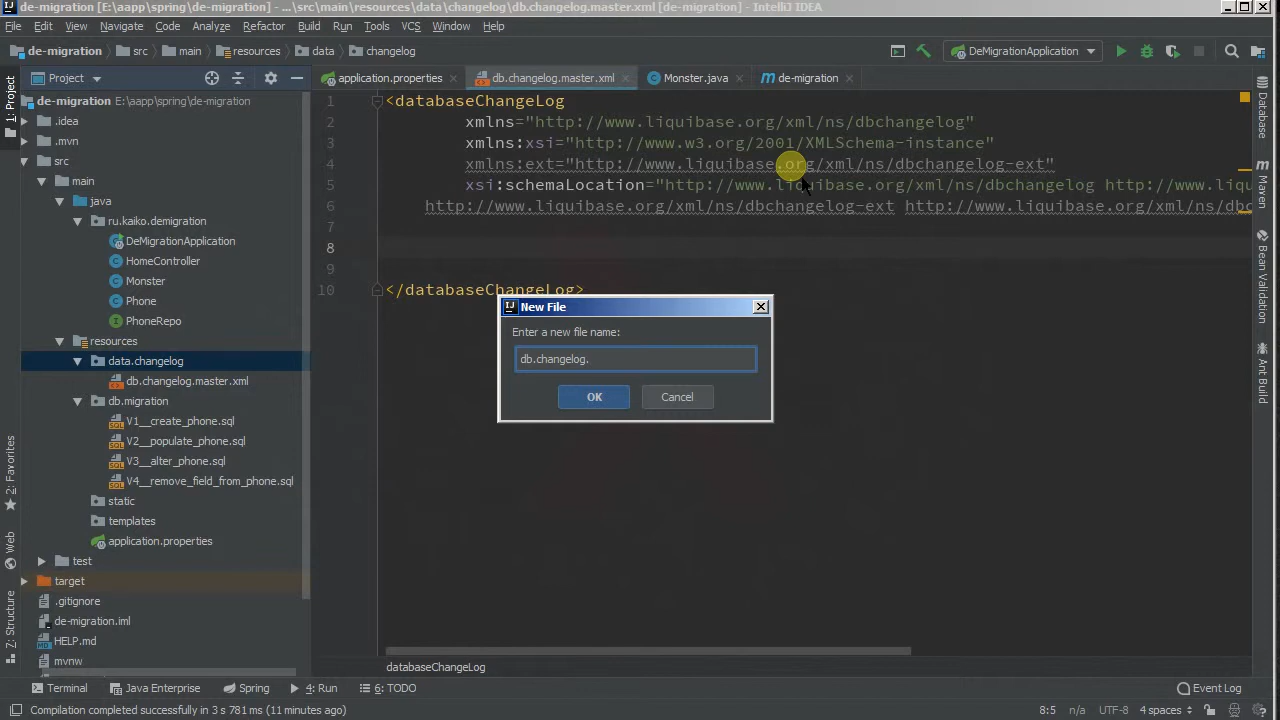 de-migration [E:\aapp\spring\de-migration] - ...\src\main\resources\data\changelog\db.changelog.master.xml [de-migration] - IntelliJ IDEA
File Edit View Navigate Code Analyze Refactor Build Run Tools VCS Window Help
de-migration src main resources data changelog DeMigrationApplication
Project
application.properties db.changelog.master.xml Monster.java de-migration
de-migration E:\aapp\spring\de-migration
.idea
.mvn
src
main
java
ru.kaiko.demigration
DeMigrationApplication
HomeController
Monster
Phone
PhoneRepo
resources
data.changelog
db.changelog.master.xml
db.migration
V1__create_phone.sql
V2__populate_phone.sql
V3__alter_phone.sql
V4__remove_field_from_phone.sql
static
templates
application.properties
test
target
.gitignore
de-migration.iml
HELP.md
mvnw
1: Project
2: Favorites
Web
Z: Structure
1 <databaseChangeLog
2 xmlns="http://www.liquibase.org/xml/ns/dbchangelog"
3 xmlns:xsi="http://www.w3.org/2001/XMLSchema-instance"
4 xmlns:ext="http://www.liquibase.org/xml/ns/dbchangelog-ext"
5 xsi:schemaLocation="http://www.liquibase.org/xml/ns/dbchangelog http://www.liqu
6 http://www.liquibase.org/xml/ns/dbchangelog-ext http://www.liquibase.org/xml/ns/dbc
7
8
9
10 </databaseChangeLog>
New File
Enter a new file name:
db.changelog.
OK Cancel
Database
Maven
Bean Validation
Ant Build
databaseChangeLog
Terminal Java Enterprise Spring 4: Run 6: TODO Event Log
Compilation completed successfully in 3 s 781 ms (11 minutes ago) 8:5 n/a UTF-8 4 spaces